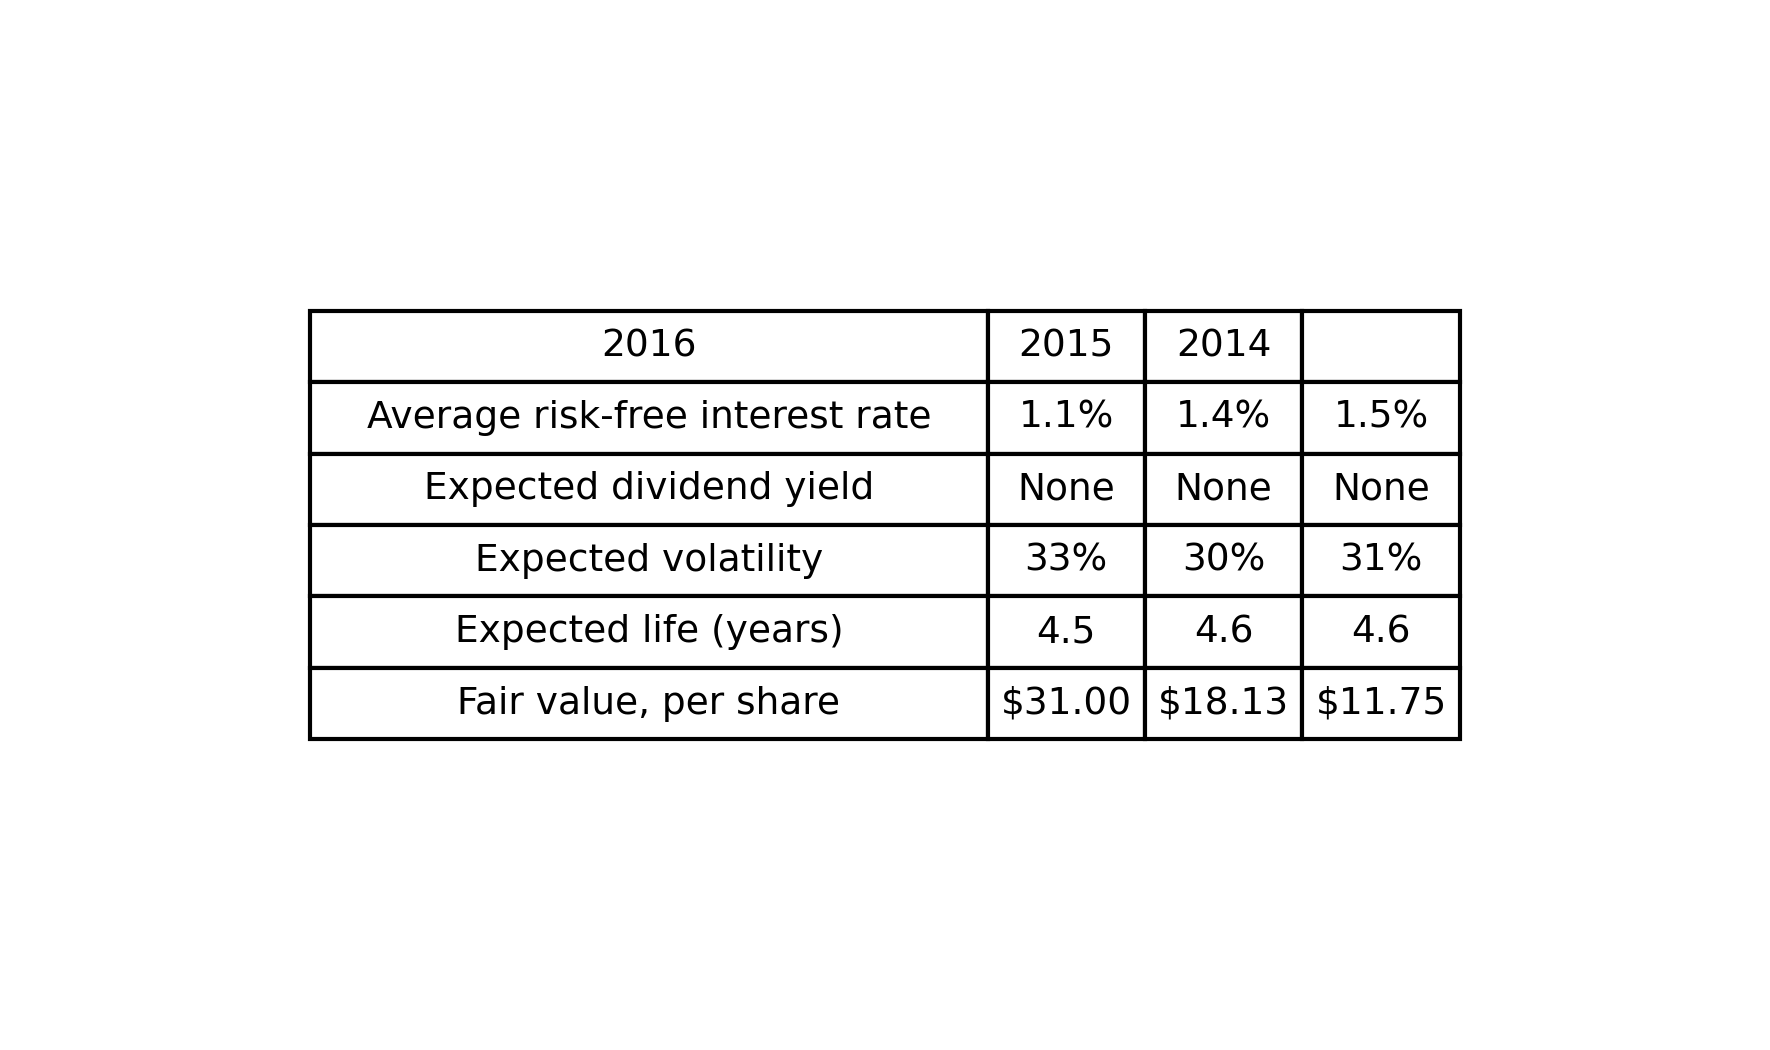 2016 2015 2014
Average risk-free interest rate 1.1% 1.4% 1.5%
Expected dividend yield None None None
Expected volatility 33% 30% 31%
Expected life (years) 4.5 4.6 4.6
Fair value, per share $31.00 $18.13 $11.75